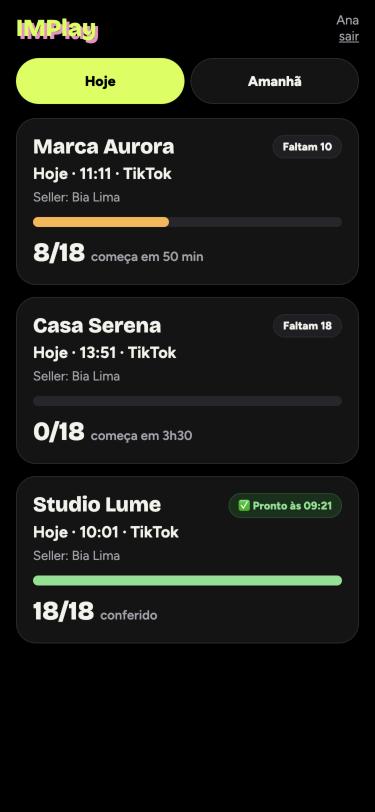 IMPlay
Ana
sair
Hoje
Amanhã
Marca Aurora
Faltam 10
Hoje · 11:11 · TikTok
Seller: Bia Lima
8/18 começa em 50 min
Casa Serena
Faltam 18
Hoje · 13:51 · TikTok
Seller: Bia Lima
0/18 começa em 3h30
Studio Lume
✅ Pronto às 09:21
Hoje · 10:01 · TikTok
Seller: Bia Lima
18/18 conferido